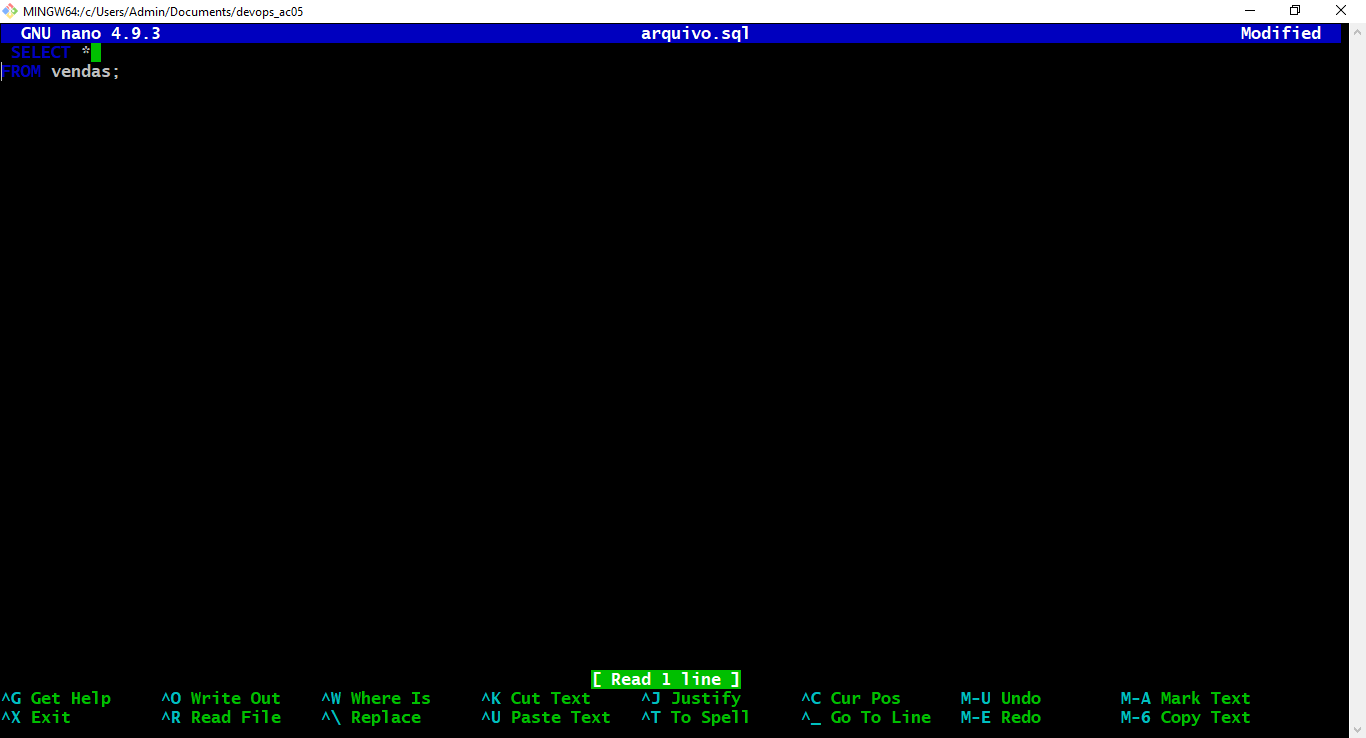 MINGW64:/c/Users/Admin/Documents/devops_ac05
GNU nano 4.9.3 arquivo.sql Modified
SELECT *
FROM vendas;
[ Read 1 line ]
^G Get Help ^O Write Out ^W Where Is ^K Cut Text ^J Justify ^C Cur Pos M-U Undo M-A Mark Text
^X Exit ^R Read File ^\ Replace ^U Paste Text ^T To Spell ^_ Go To Line M-E Redo M-6 Copy Text